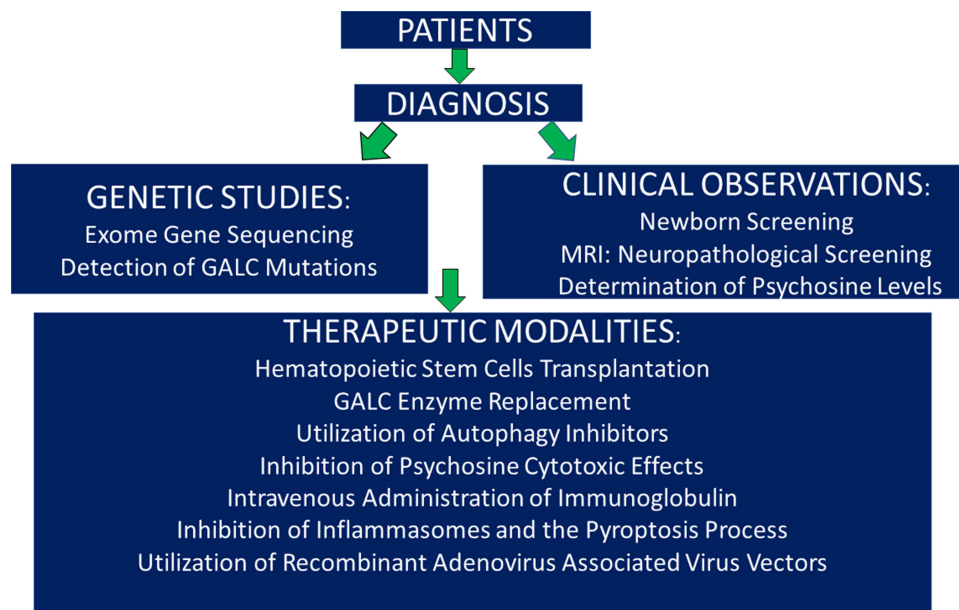 PATIENTS
DIAGNOSIS
GENETIC STUDIES:
Exome Gene Sequencing
Detection of GALC Mutations
CLINICAL OBSERVATIONS:
Newborn Screening
MRI: Neuropathological Screening
Determination of Psychosine Levels
THERAPEUTIC MODALITIES:
Hematopoietic Stem Cells Transplantation
GALC Enzyme Replacement
Utilization of Autophagy Inhibitors
Inhibition of Psychosine Cytotoxic Effects
Intravenous Administration of Immunoglobulin
Inhibition of Inflammasomes and the Pyroptosis Process
Utilization of Recombinant Adenovirus Associated Virus Vectors